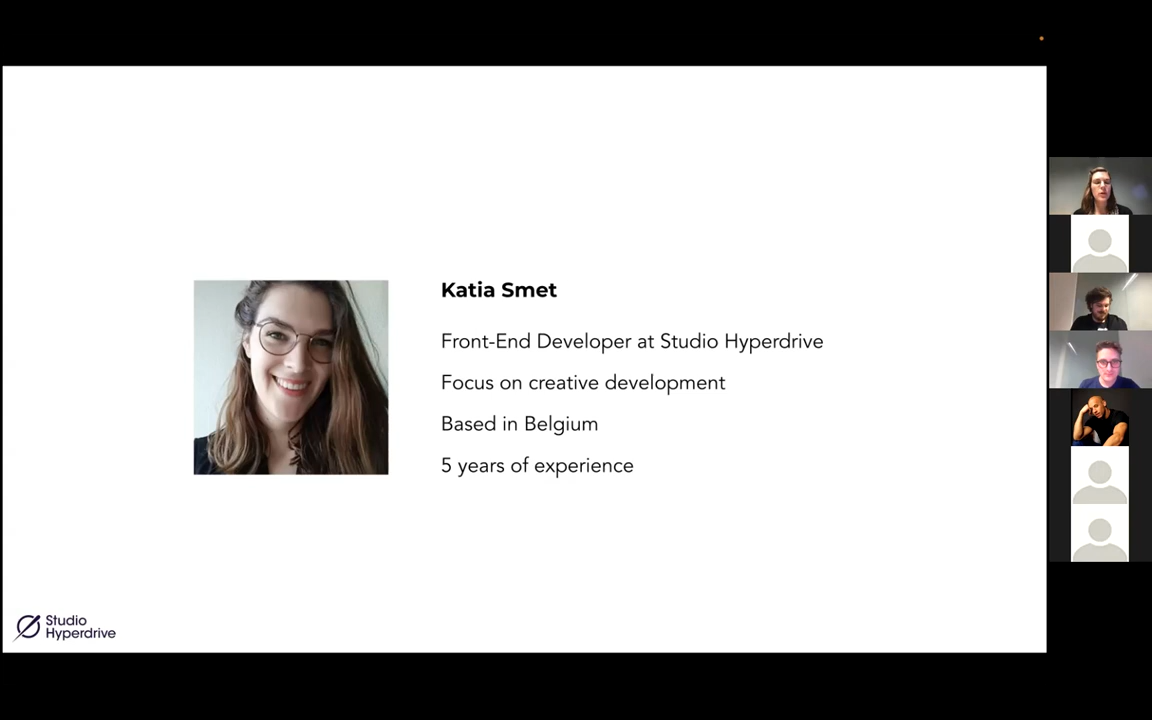 Katia Smet
Front-End Developer at Studio Hyperdrive
Focus on creative development
Based in Belgium
5 years of experience
Studio
Hyperdrive